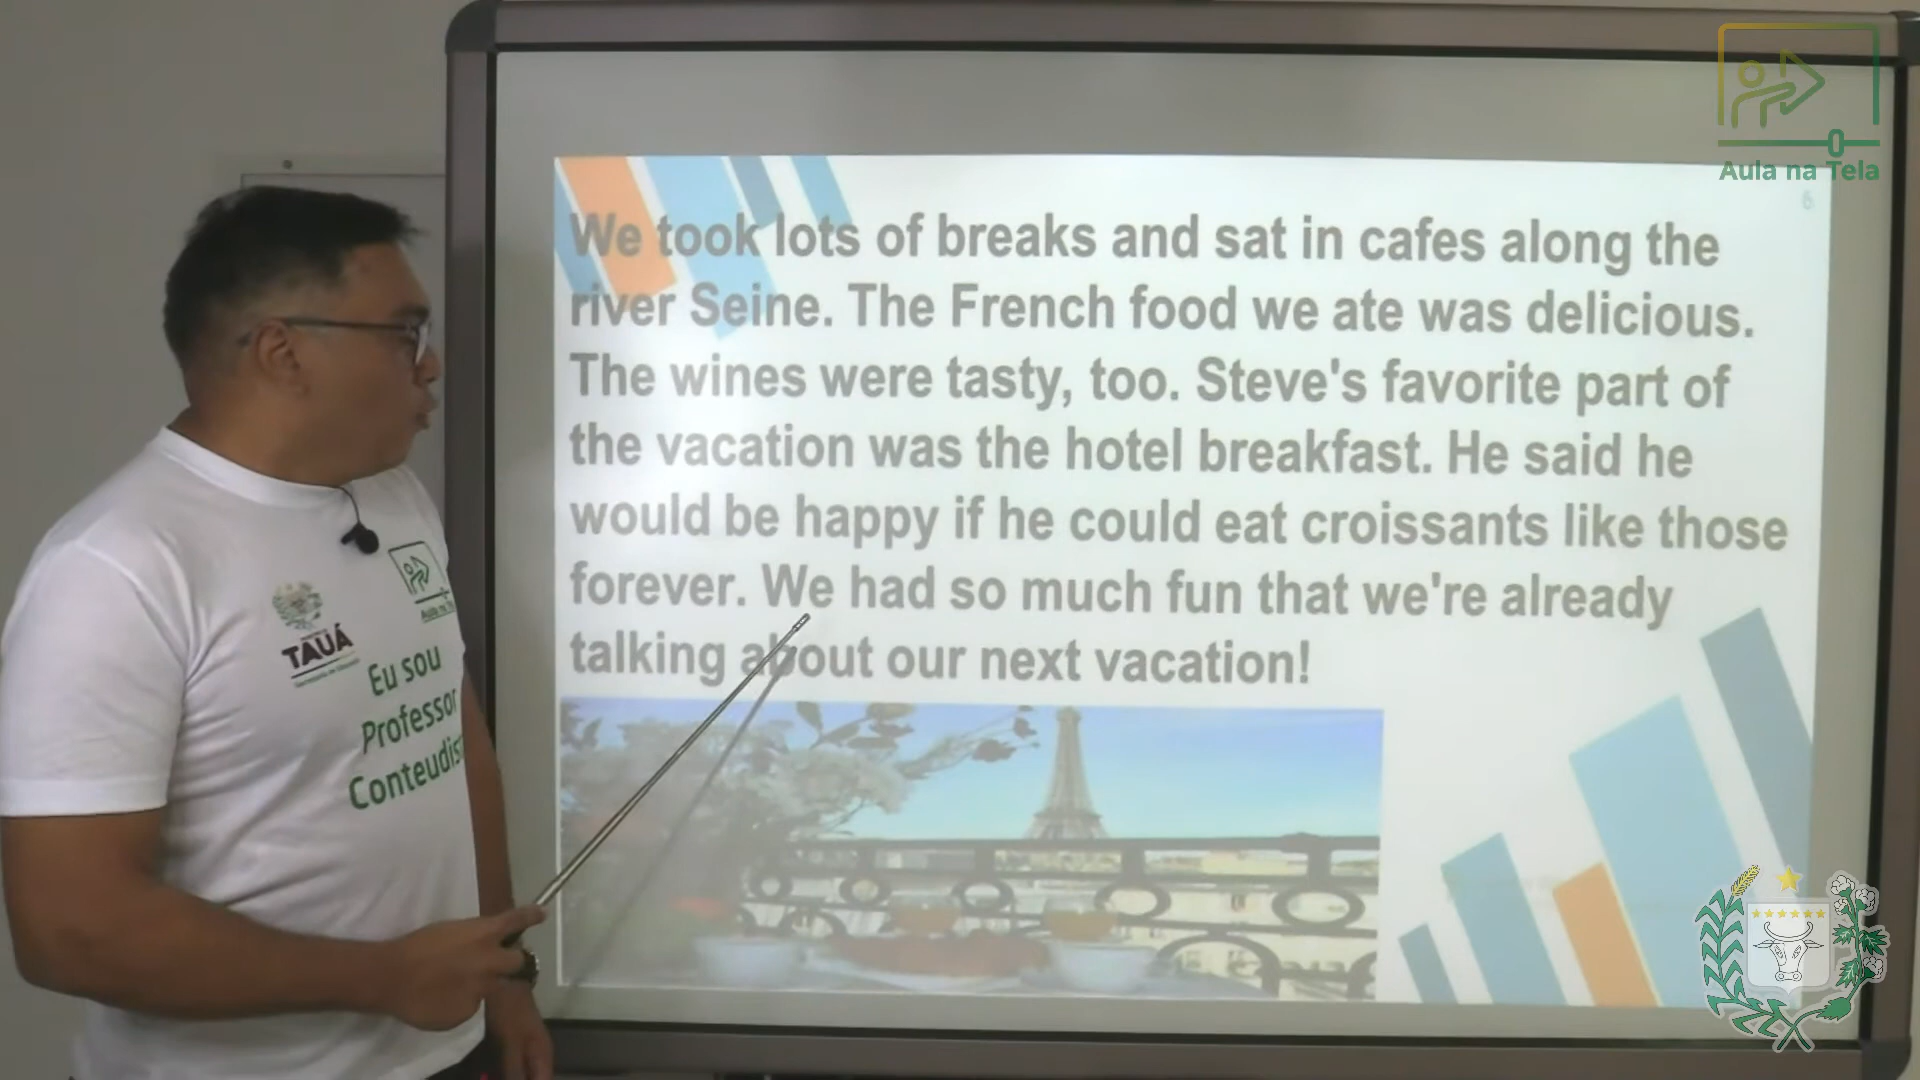 Aula na Tela
6
We took lots of breaks and sat in cafes along the
river Seine. The French food we ate was delicious.
The wines were tasty, too. Steve's favorite part of
the vacation was the hotel breakfast. He said he
would be happy if he could eat croissants like those
forever. We had so much fun that we're already
talking about our next vacation!
TAUÁ
Eu sou
Professor
Conteudis